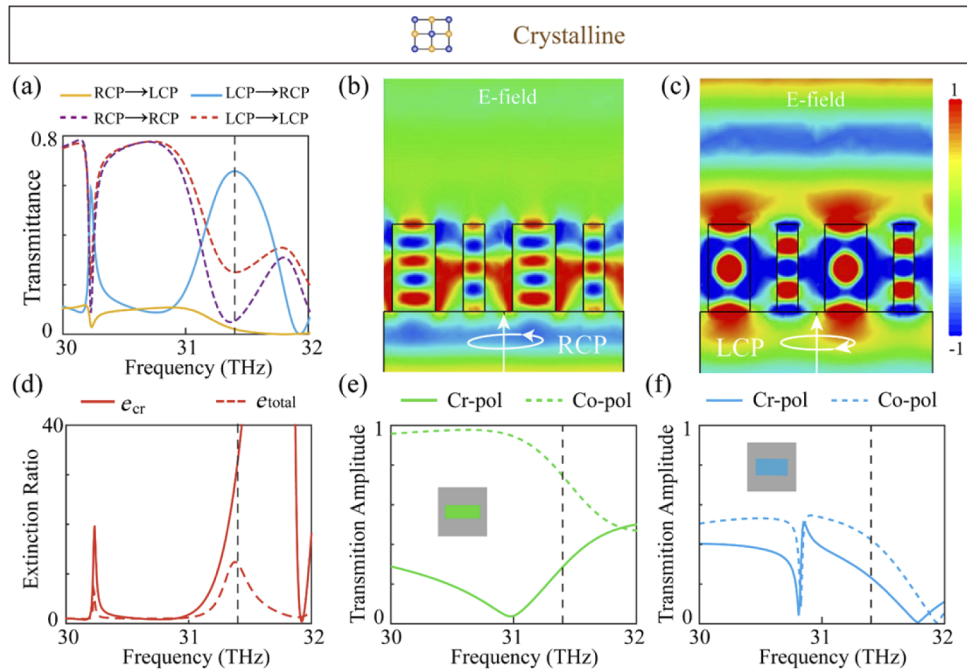 Crystalline
(a)
RCP→LCP LCP→RCP
RCP→RCP LCP→LCP
0.8
Transmittance
0
30 31 32
Frequency (THz)
(b)
E-field
RCP
(c)
E-field
LCP
1
-1
(d)
ecr etotal
40
20
0
Extinction Ratio
30 31 32
Frequency (THz)
(e)
Cr-pol Co-pol
1
Transmition Amplitude
0
30 31 32
Frequency (THz)
(f)
Cr-pol Co-pol
1
Transmition Amplitude
0
30 31 32
Frequency (THz)